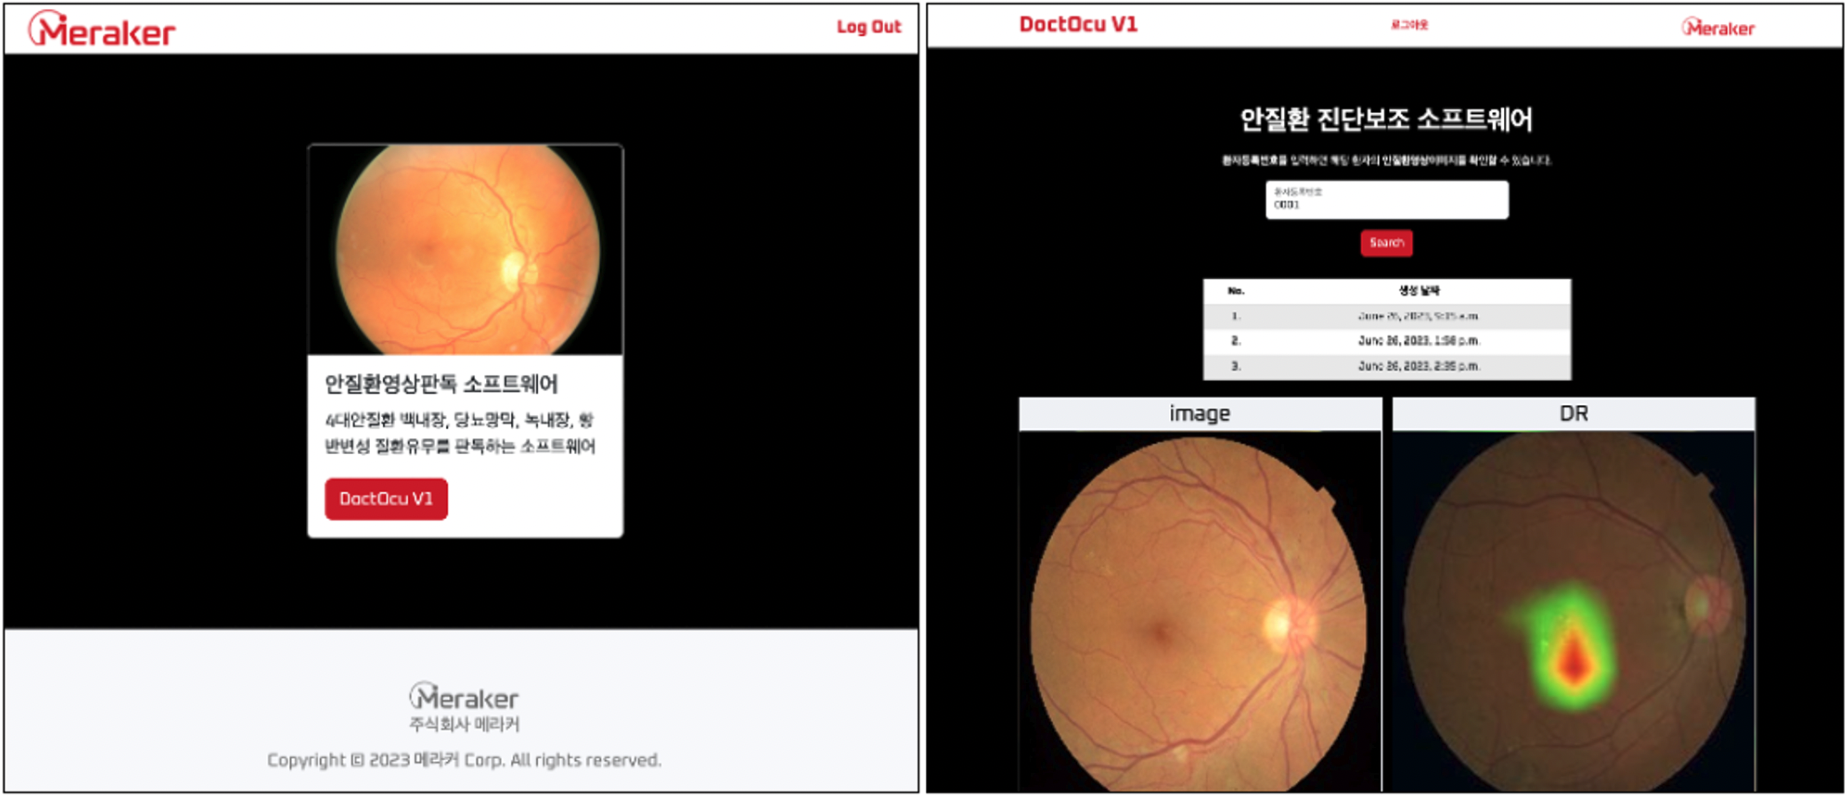 Meraker
Log Out
안질환영상판독 소프트웨어
4대안질환 백내장, 당뇨망막, 녹내장, 황
반변성 질환유무를 판독하는 소프트웨어
DoctOcu V1
Meraker
주식회사 메라커
Copyright © 2023 메라커 Corp. All rights reserved.
DoctOcu V1
로그아웃
Meraker
안질환 진단보조 소프트웨어
환자등록번호를 입력하면 해당 환자의 안질환영상이미지를 확인할 수 있습니다.
환자등록번호
0001
Search
No. 생성 날짜
1. June 26, 2023, 9:15 a.m.
2. June 26, 2023, 1:58 p.m.
3. June 26, 2023, 2:35 p.m.
image
DR